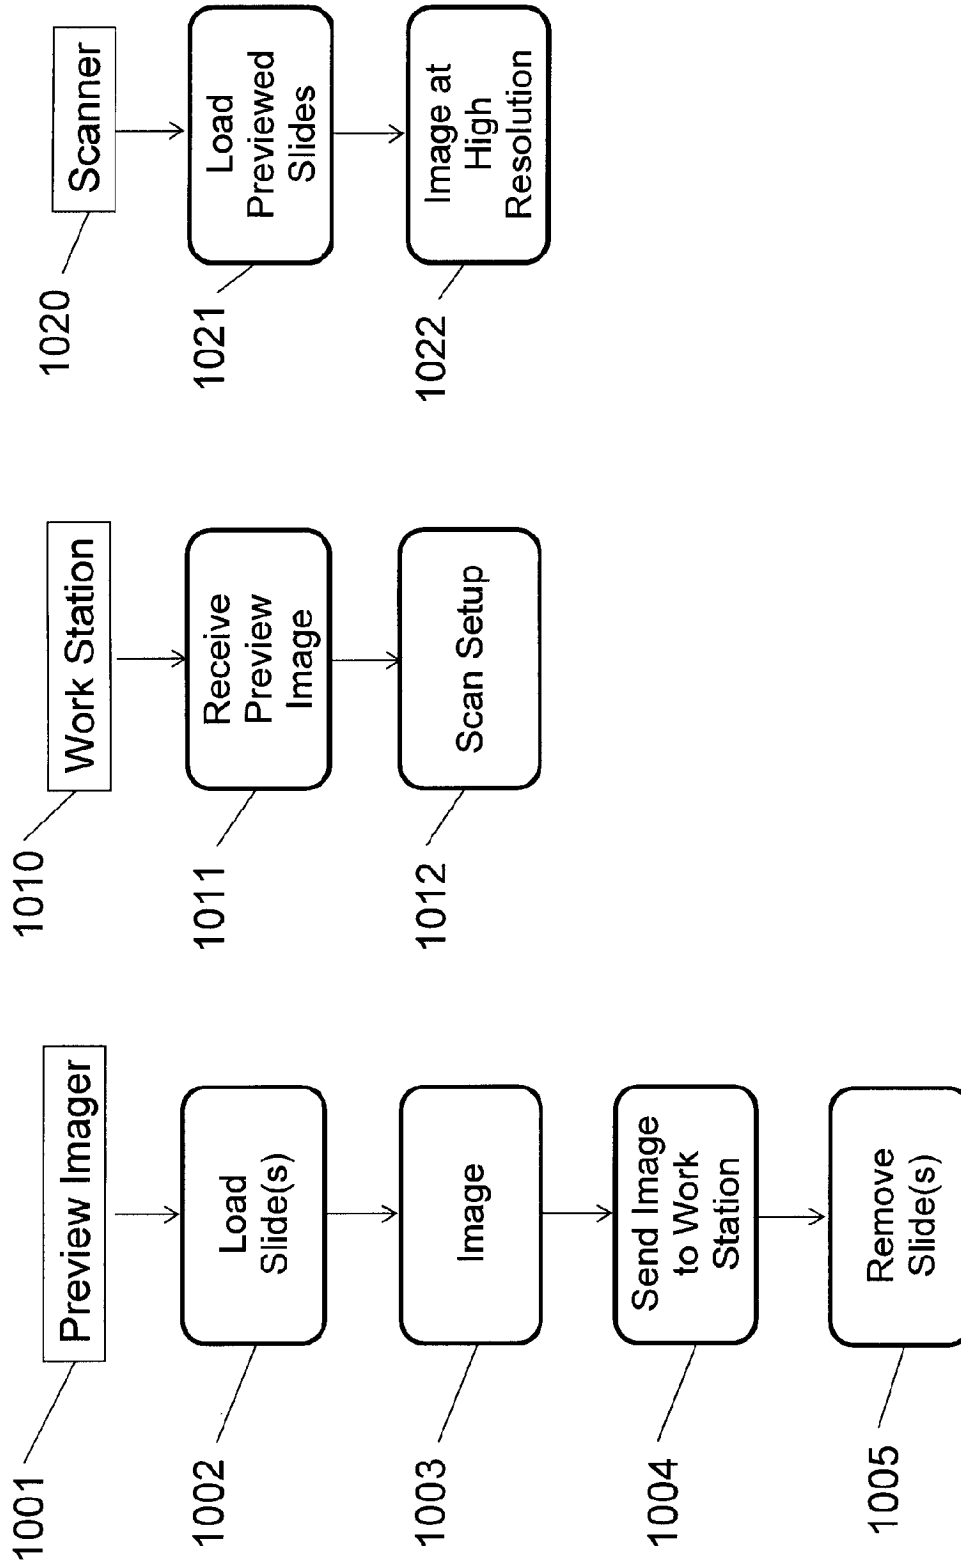 1001
Preview Imager
1002
Load
Slide(s)
1003
Image
1004
Send Image
to Work
Station
1005
Remove
Slide(s)
1010
Work Station
1011
Receive
Preview
Image
1012
Scan Setup
1020
Scanner
1021
Load
Previewed
Slides
1022
Image at
High
Resolution